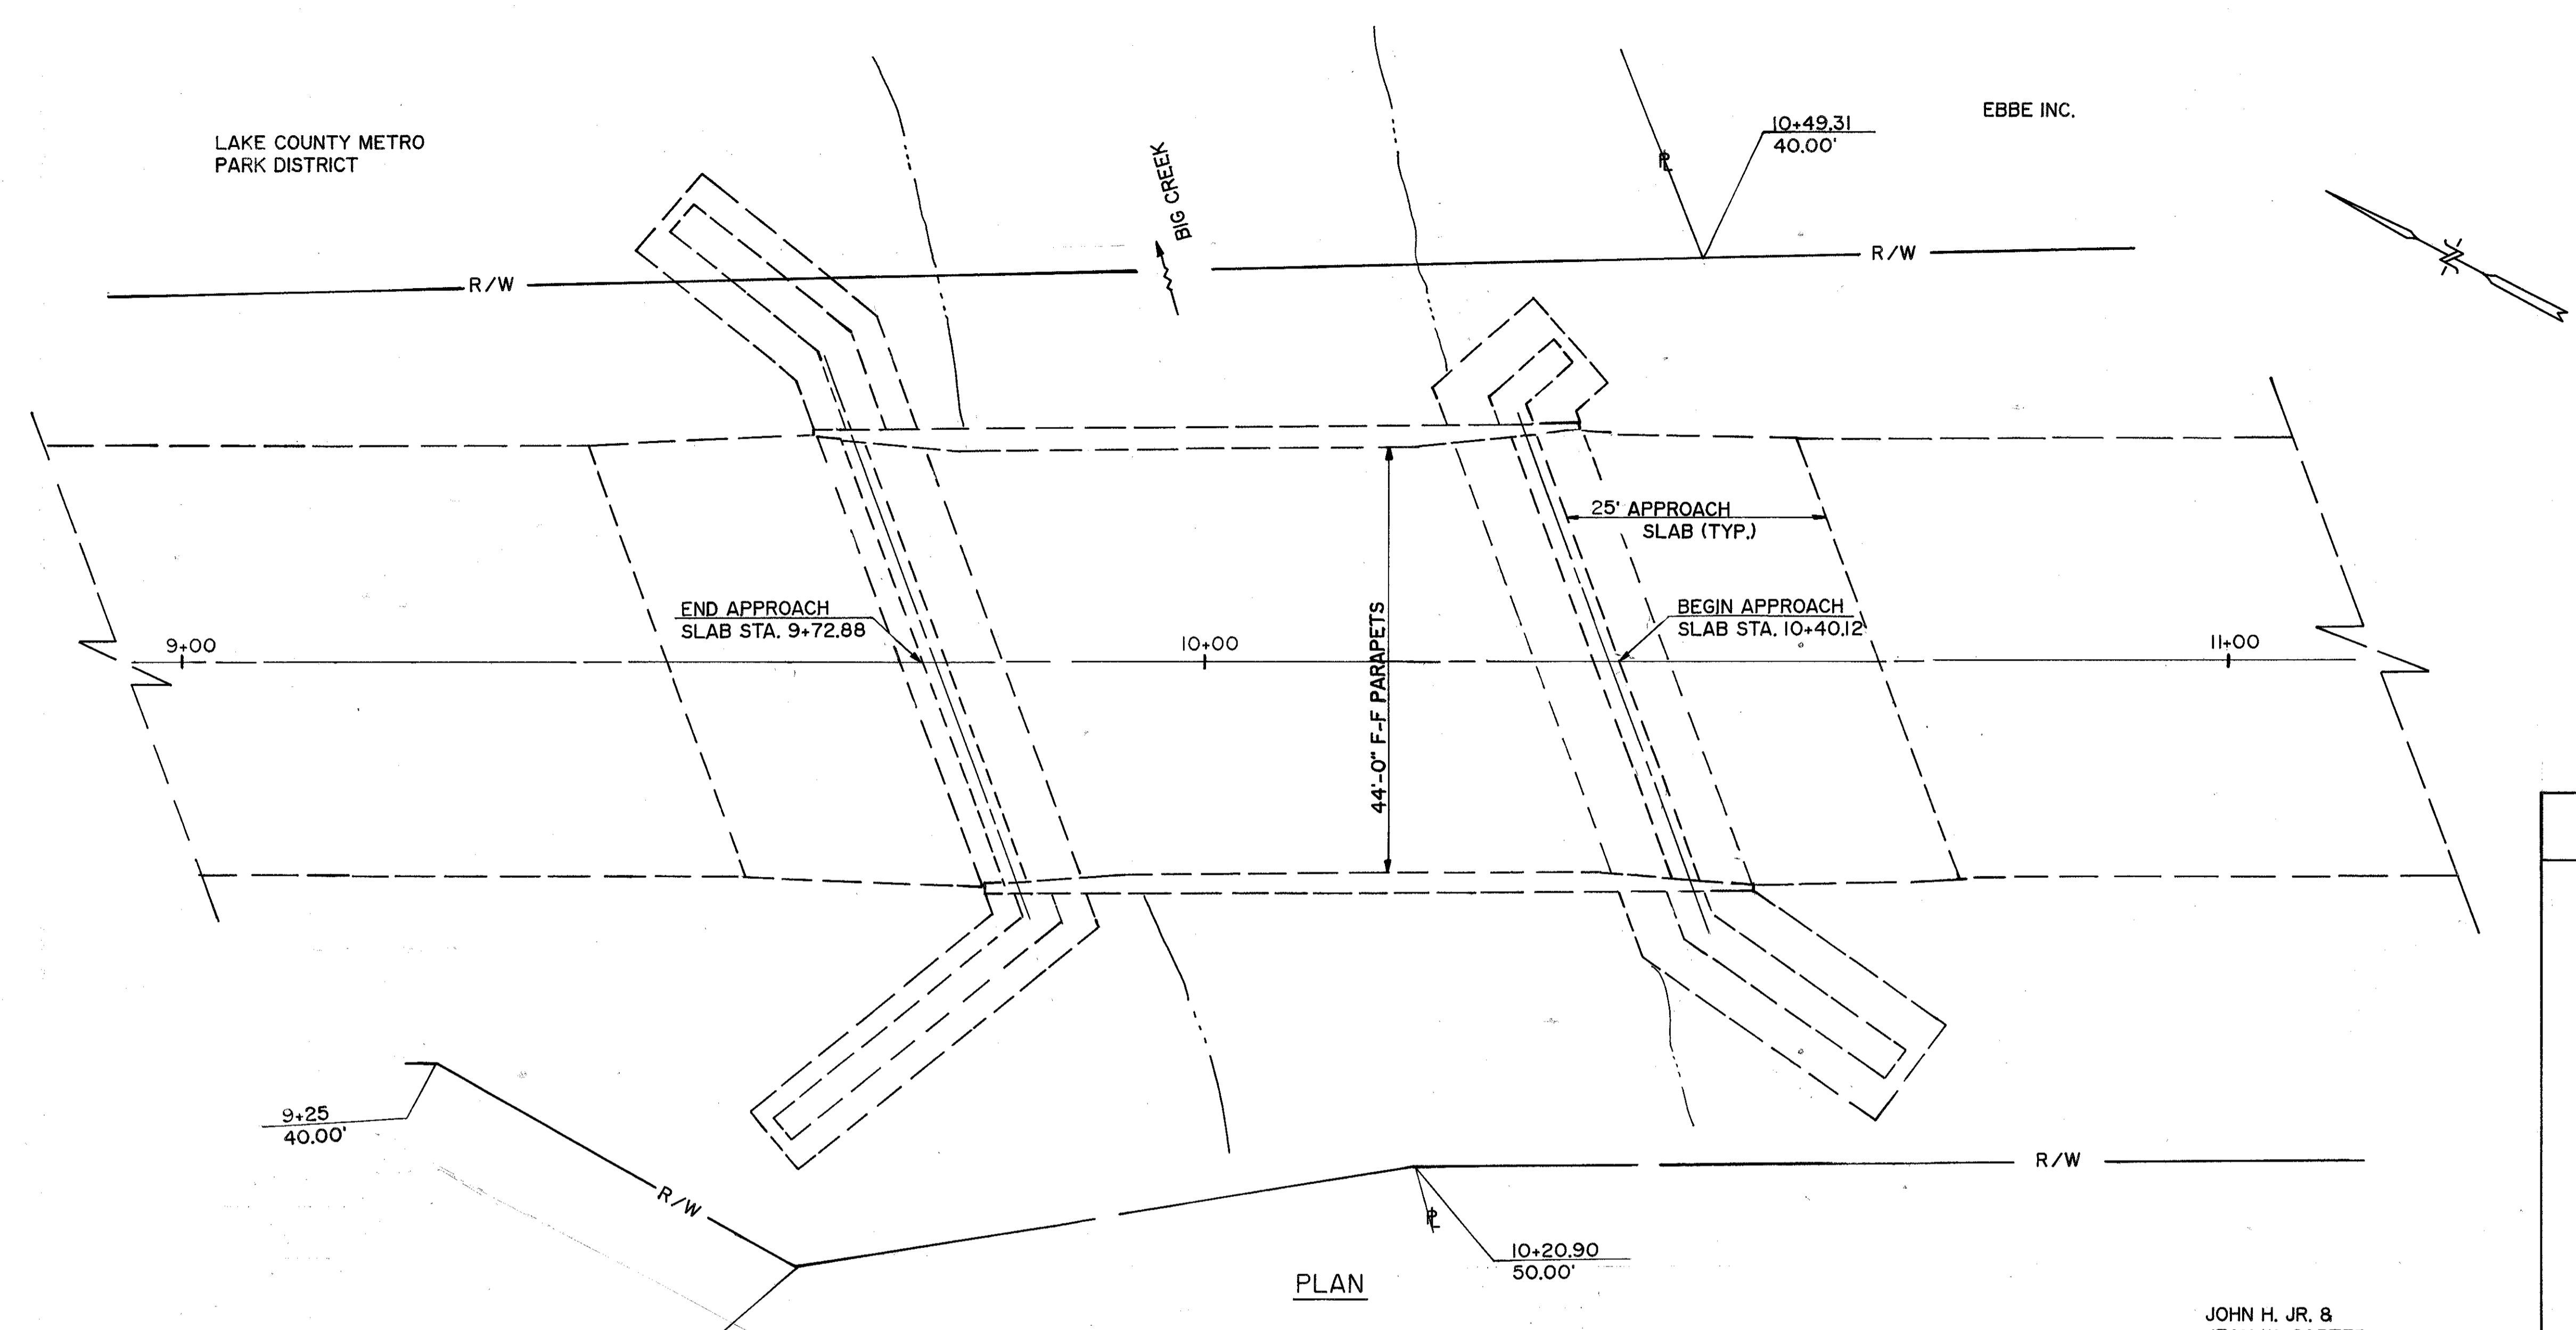 LAKE COUNTY METRO
PARK DISTRICT
BIG CREEK
PL
10+49.31
40.00'
EBBE INC.
R/W
R/W
25' APPROACH
SLAB (TYP.)
END APPROACH
SLAB STA. 9+72.88
44'-0" F-F PARAPETS
BEGIN APPROACH
SLAB STA. 10+40.12
9+00
10+00
11+00
9+25
40.00'
R/W
R/W
PL
10+20.90
50.00'
PLAN
JOHN H. JR. &